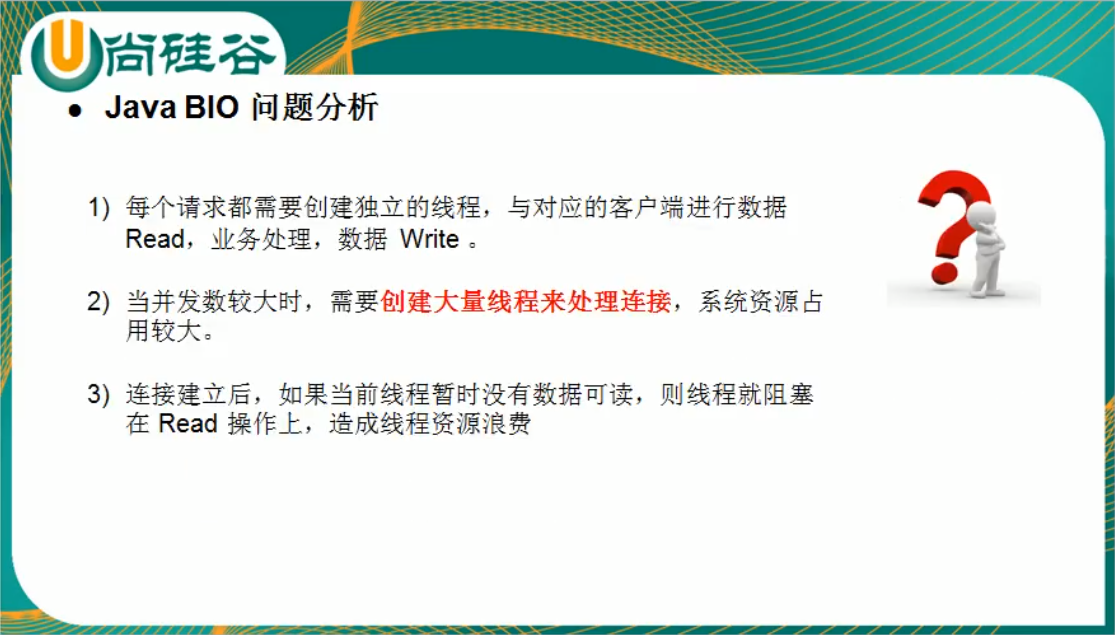 尚硅谷
● Java BIO 问题分析
1) 每个请求都需要创建独立的线程，与对应的客户端进行数据
Read，业务处理，数据 Write 。
2) 当并发数较大时，需要创建大量线程来处理连接，系统资源占
用较大。
3) 连接建立后，如果当前线程暂时没有数据可读，则线程就阻塞
在 Read 操作上，造成线程资源浪费